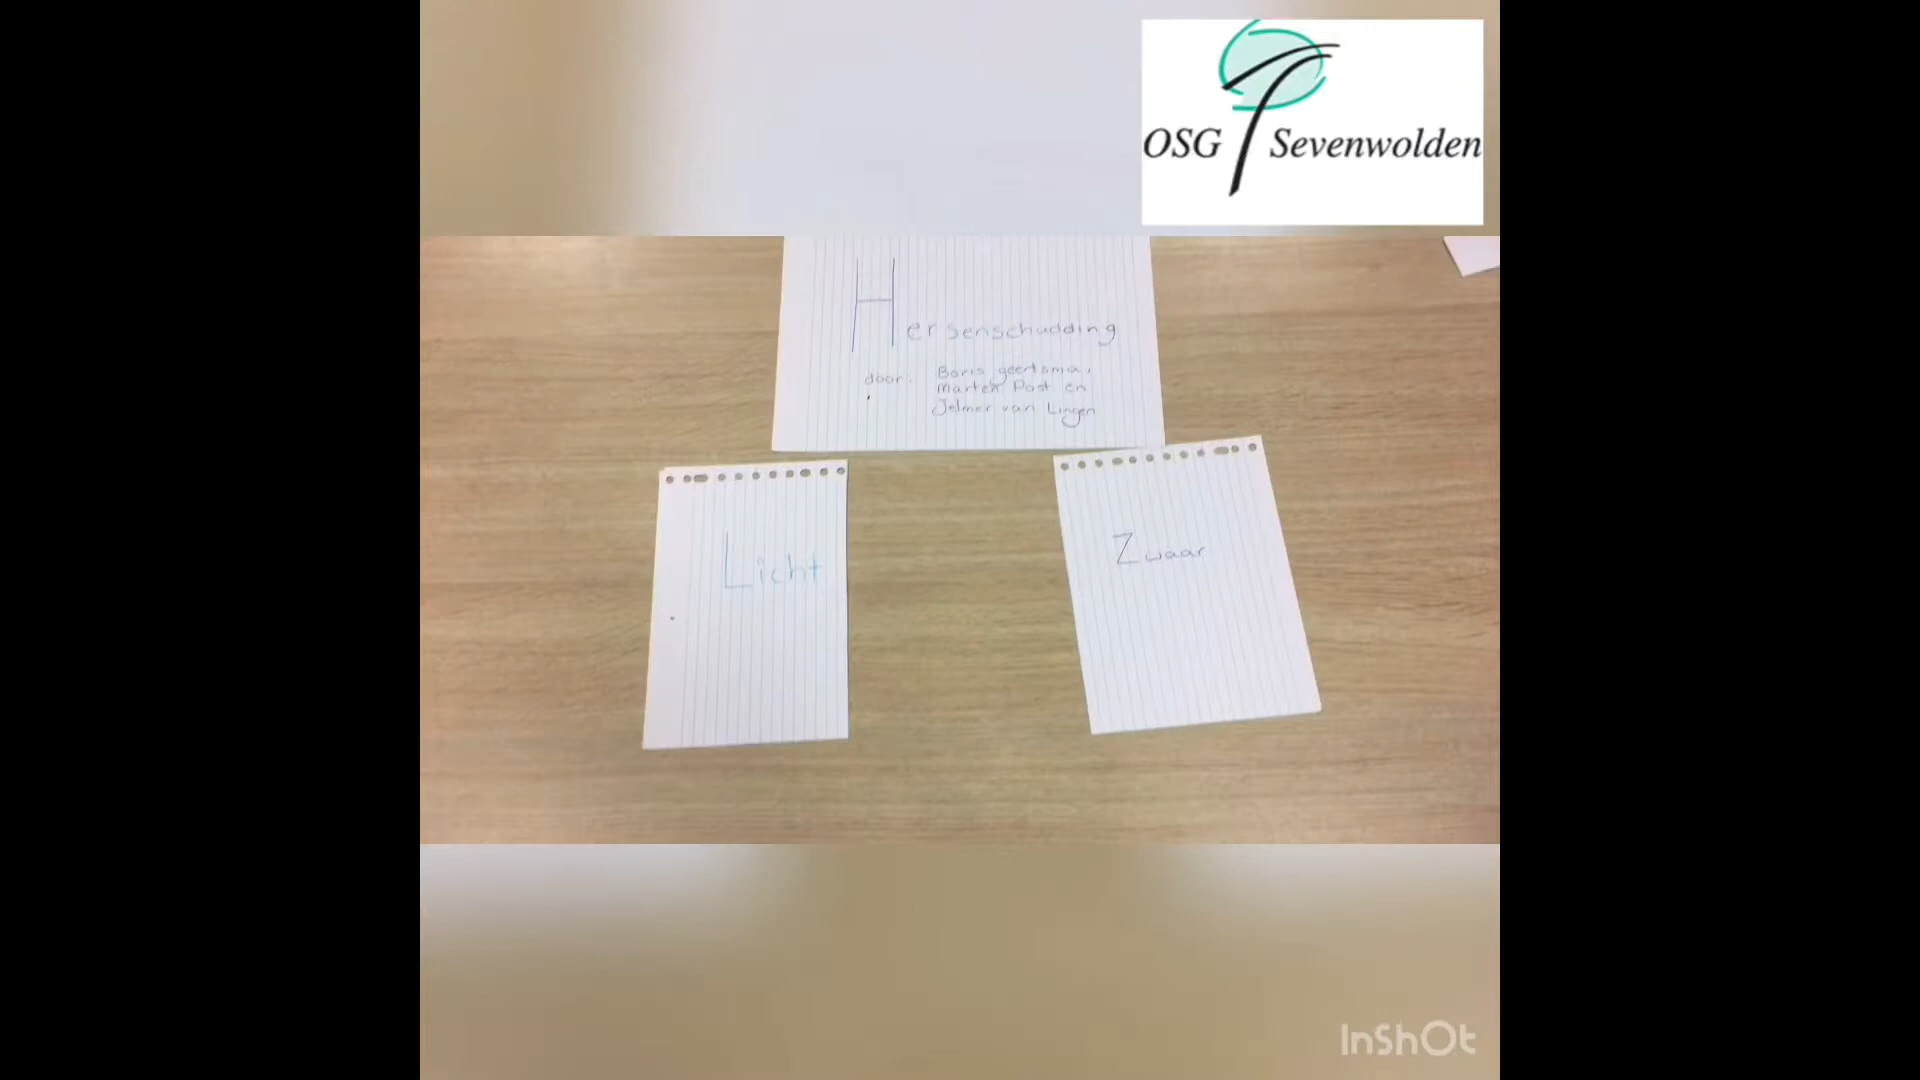 OSG Sevenwolden
Hersenschudding
door: Boris geertsma,
Marten Post en
Jelmer van Lingen
Licht
Zwaar
InShOt